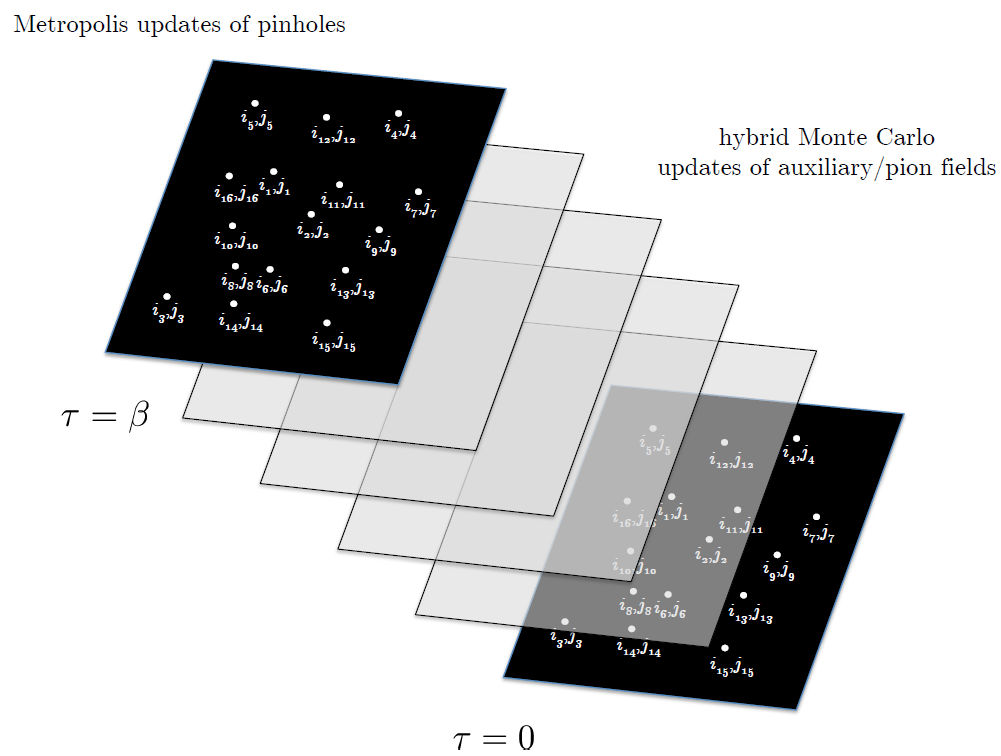 Metropolis updates of pinholes
hybrid Monte Carlo
updates of auxiliary/pion fields
i₅,j₅
i₁₂,j₁₂
i₄,j₄
i₁₆,j₁₆
i₁,j₁
i₁₁,j₁₁
i₇,j₇
i₂,j₂
i₉,j₉
i₁₀,j₁₀
i₈,j₈
i₆,j₆
i₁₃,j₁₃
i₃,j₃
i₁₄,j₁₄
i₁₅,j₁₅
τ = β
i₅,j₅
i₁₂,j₁₂
i₄,j₄
i₁₆,j₁₆
i₁,j₁
i₁₁,j₁₁
i₇,j₇
i₂,j₂
i₉,j₉
i₁₀,j₁₀
i₈,j₈
i₆,j₆
i₁₃,j₁₃
i₃,j₃
i₁₄,j₁₄
i₁₅,j₁₅
τ = 0